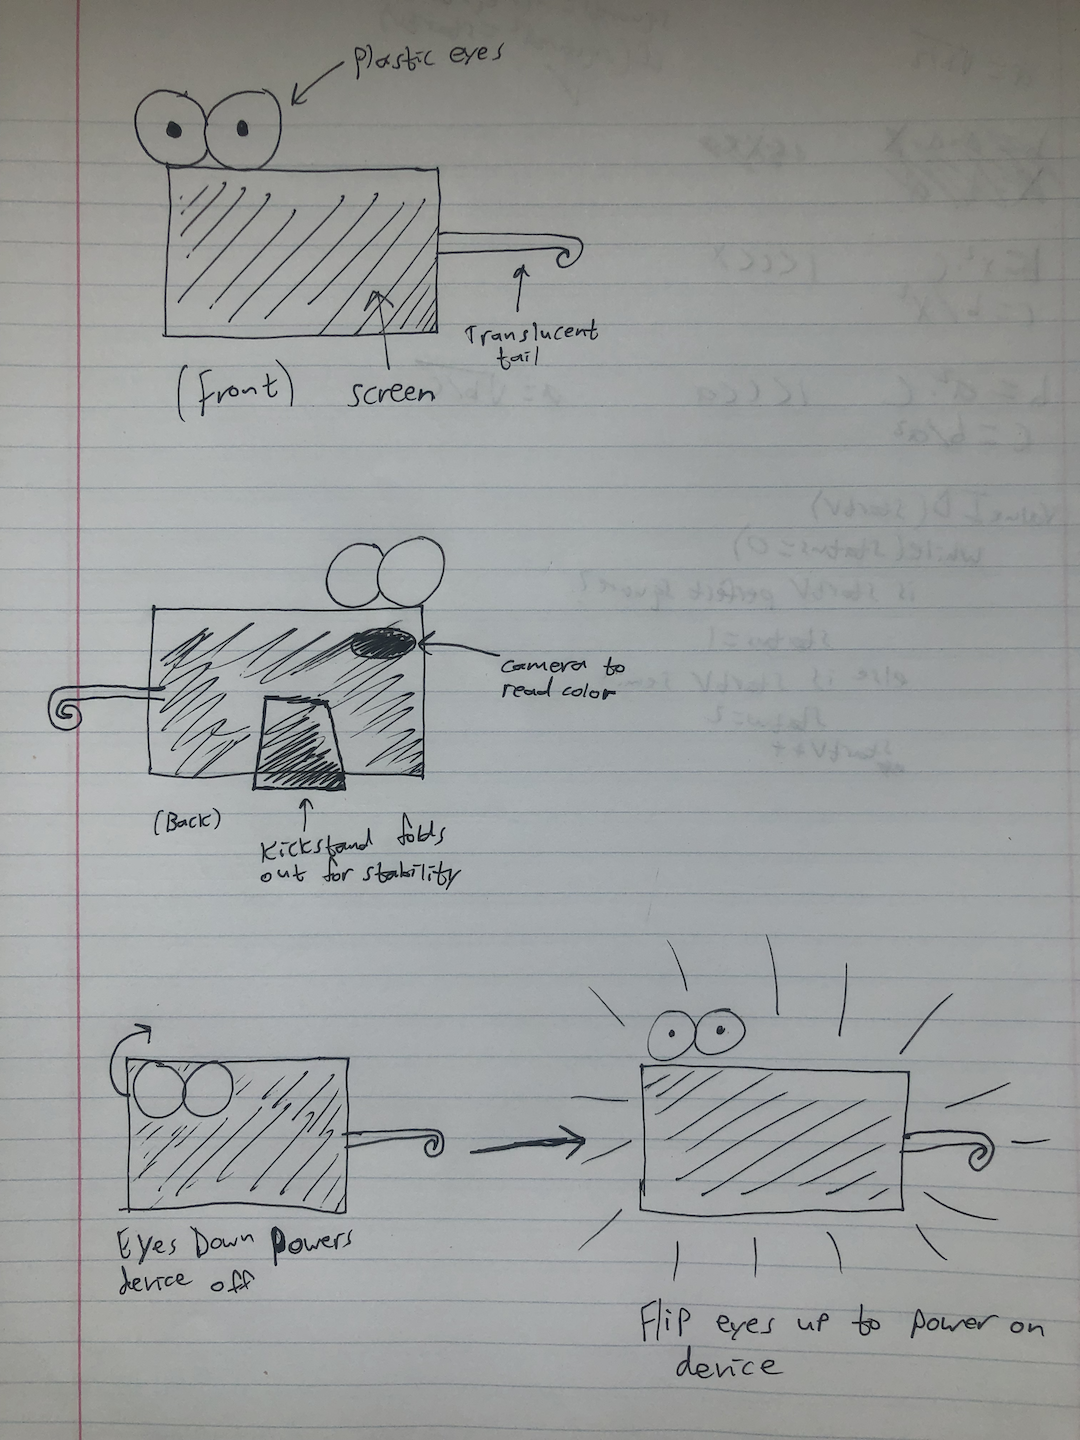 Plastic eyes
Translucent
tail
(Front)
Screen
camera to
read color
(Back)
Kickstand folds
out for stability
Eyes Down Powers
device off
Flip eyes up to power on
device